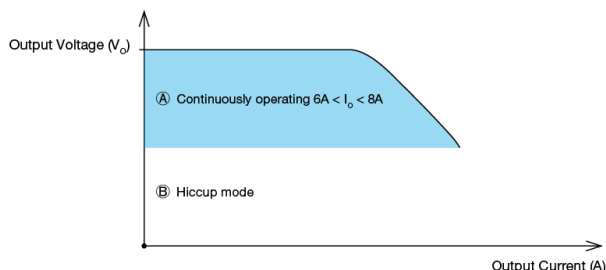 Output Voltage (Vo)
Ⓐ Continuously operating 6A < Io < 8A
Ⓑ Hiccup mode
Output Current (A)